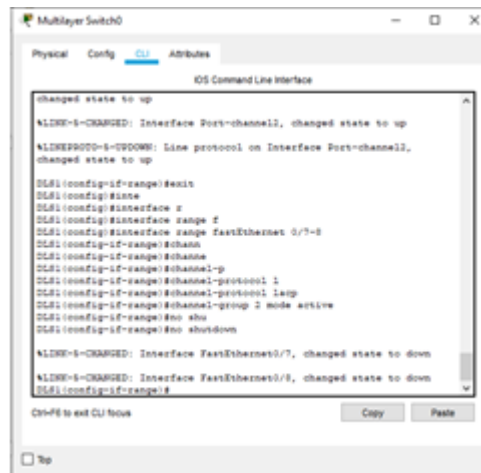 Multilayer Switch0
Physical Config CLI Attributes
IOS Command Line Interface
changed state to up
%LINK-5-CHANGED: Interface Port-channel2, changed state to up
%LINEPROTO-5-UPDOWN: Line protocol on Interface Port-channel2,
changed state to up
DLS1(config-if-range)#exit
DLS1(config)#inte
DLS1(config)#interface r
DLS1(config)#interface range f
DLS1(config)#interface range fastEthernet 0/7-8
DLS1(config-if-range)#chann
DLS1(config-if-range)#channe
DLS1(config-if-range)#channel-p
DLS1(config-if-range)#channel-protocol l
DLS1(config-if-range)#channel-protocol lacp
DLS1(config-if-range)#channel-group 2 mode active
DLS1(config-if-range)#no shu
DLS1(config-if-range)#no shutdown
%LINK-5-CHANGED: Interface FastEthernet0/7, changed state to down
%LINK-5-CHANGED: Interface FastEthernet0/8, changed state to down
DLS1(config-if-range)#
Ctrl+F6 to exit CLI focus
Copy Paste
Top